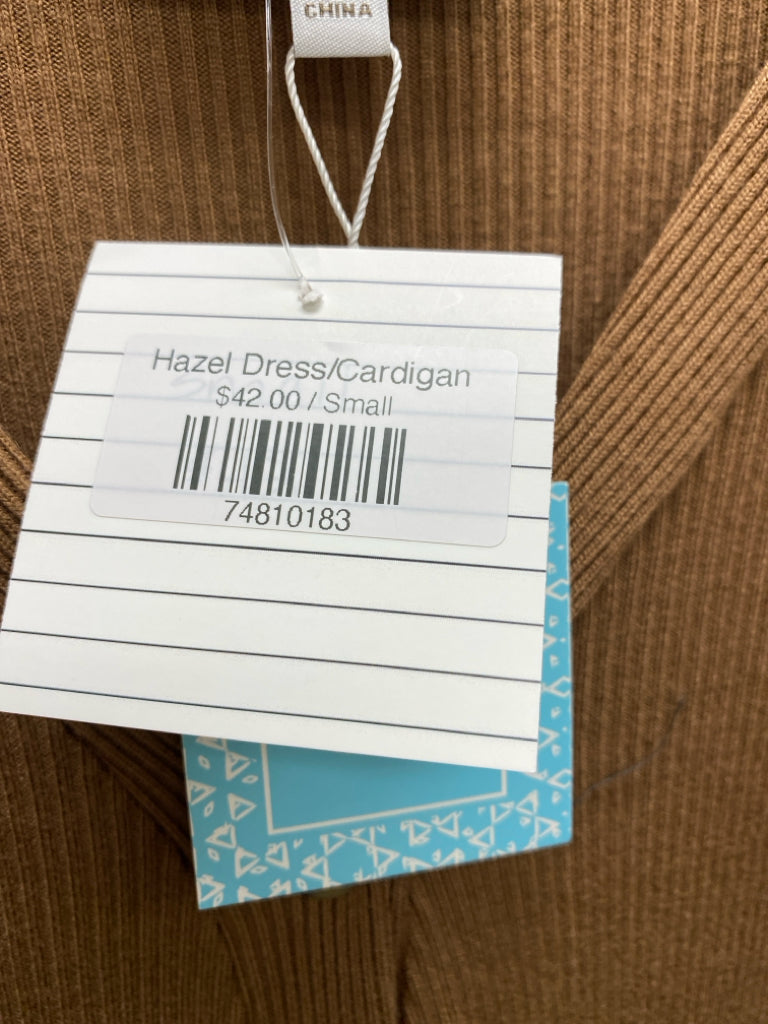 CHINA
Hazel Dress/Cardigan
$42.00 / Small
74810183